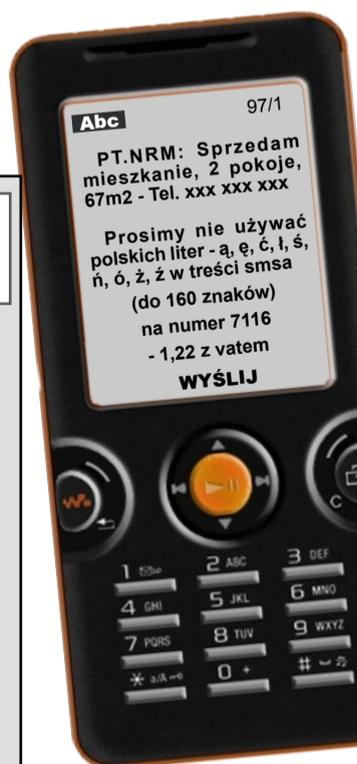 Abc 97/1
PT.NRM: Sprzedam
mieszkanie, 2 pokoje,
67m2 - Tel. xxx xxx xxx
Prosimy nie używać
polskich liter - ą, ę, ć, ł, ś,
ń, ó, ż, ź w treści smsa
(do 160 znaków)
na numer 7116
- 1,22 z vatem
WYŚLIJ
C
1 2 ABC 3 DEF
4 GHI 5 JKL 6 MNO
7 PQRS 8 TUV 9 WXYZ
* a/A 0 + #